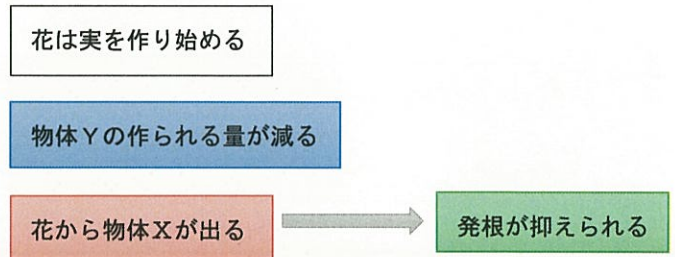 花は実を作り始める
物体Yの作られる量が減る
花から物体Xが出る
発根が抑えられる